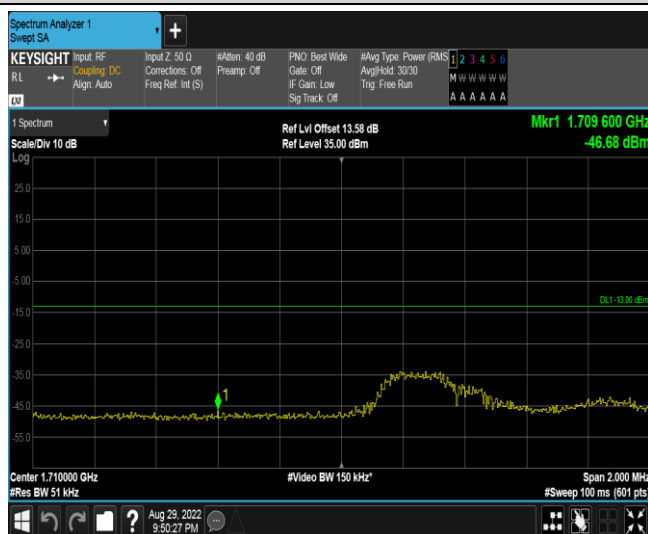 Spectrum Analyzer 1
Swept SA
+
KEYSIGHT
RL
Input: RF
Coupling: DC
Align: Auto
Input Z: 50 Ω
Corrections: Off
Freq Ref: Int (S)
#Atten: 40 dB
Preamp: Off
PNO: Best Wide
Gate: Off
IF Gain: Low
Sig Track: Off
#Avg Type: Power (RMS
Avg|Hold: 30/30
Trig: Free Run
1 2 3 4 5 6
M W W W W W
A A A A A A
LXI
1 Spectrum
Scale/Div 10 dB
Ref Lvl Offset 13.58 dB
Ref Level 35.00 dBm
Mkr1 1.709 600 GHz
-46.68 dBm
Log
25.0
15.0
5.00
-5.00
DL1 -13.00 dBm
-15.0
-25.0
-35.0
1
-45.0
-55.0
Center 1.710000 GHz
#Video BW 150 kHz*
Span 2.000 MHz
#Res BW 51 kHz
#Sweep 100 ms (601 pts)
?
Aug 29, 2022
9:50:27 PM